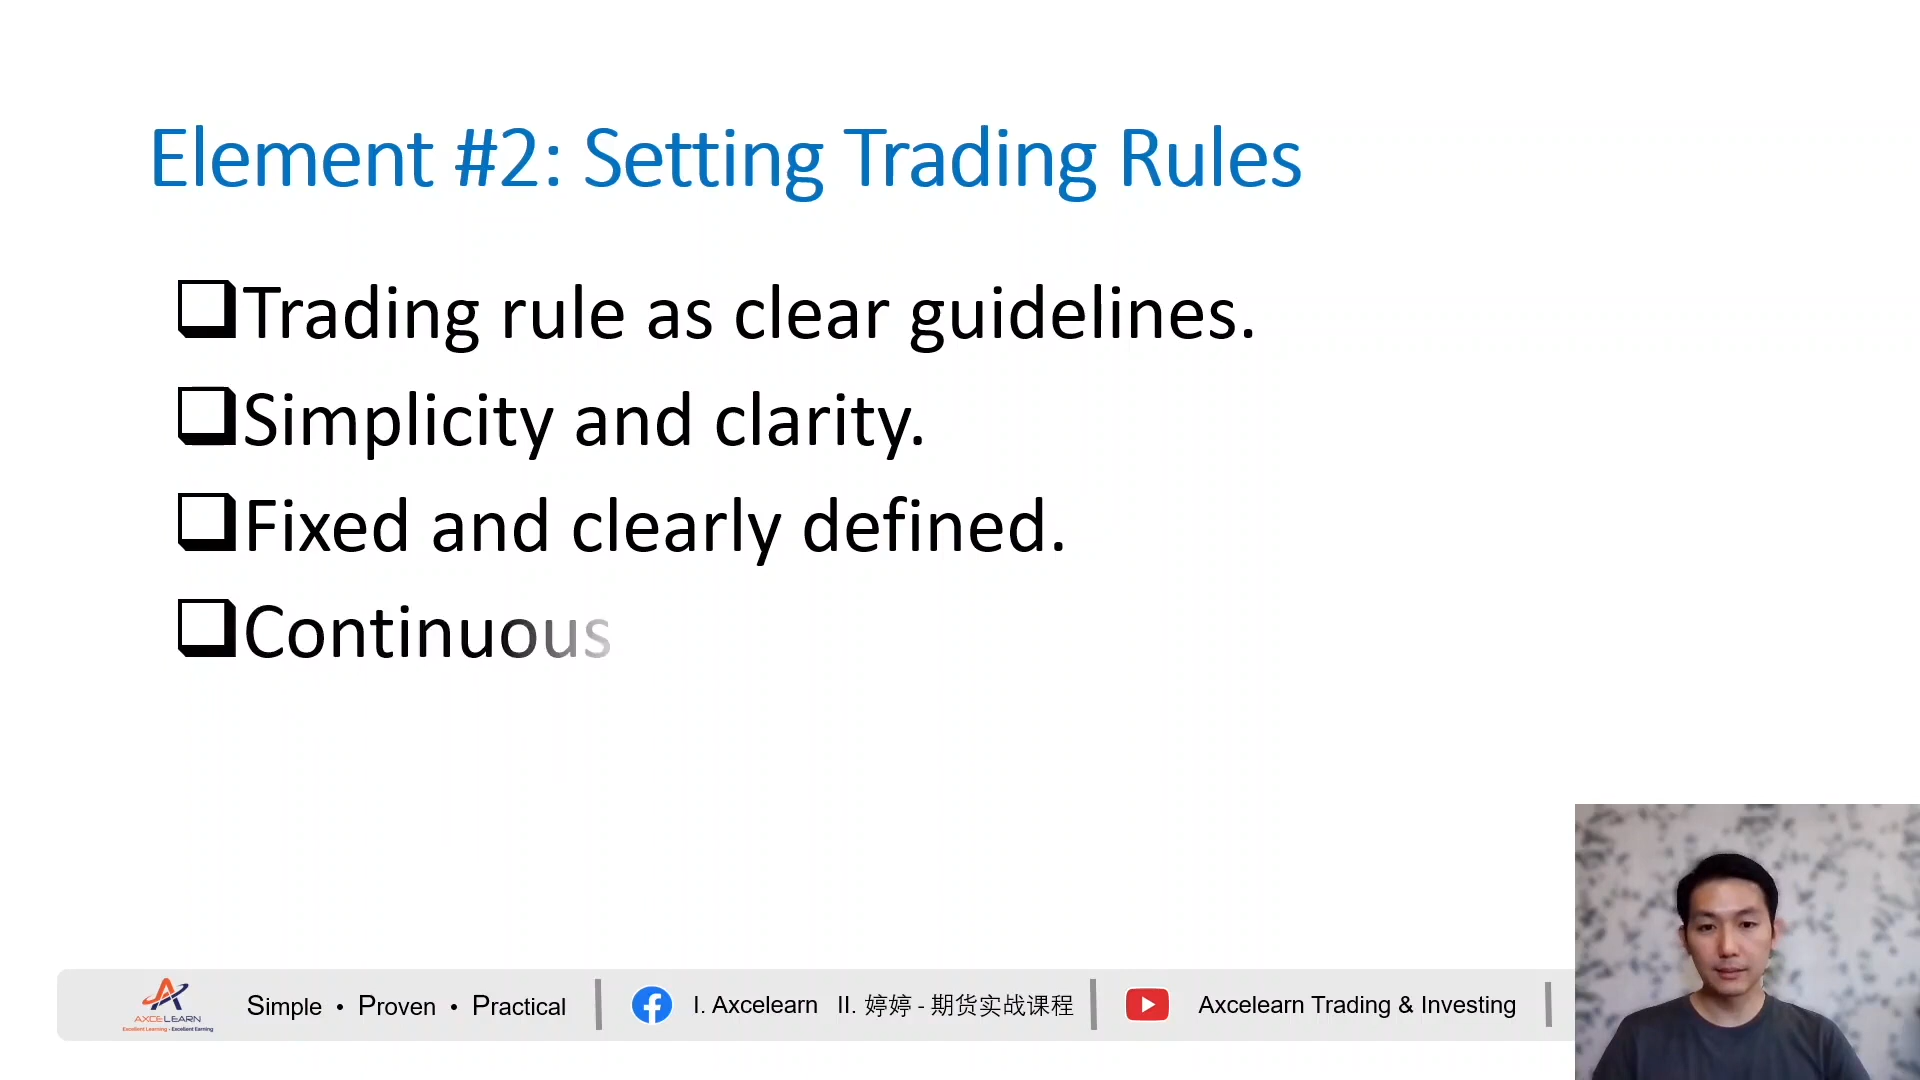 Element #2: Setting Trading Rules
Trading rule as clear guidelines.
Simplicity and clarity.
Fixed and clearly defined.
Continuous
AXCELEARN
Excellent Learning - Excellent Earning
Simple • Proven • Practical
I. Axcelearn II. 婷婷 - 期货实战课程
Axcelearn Trading & Investing